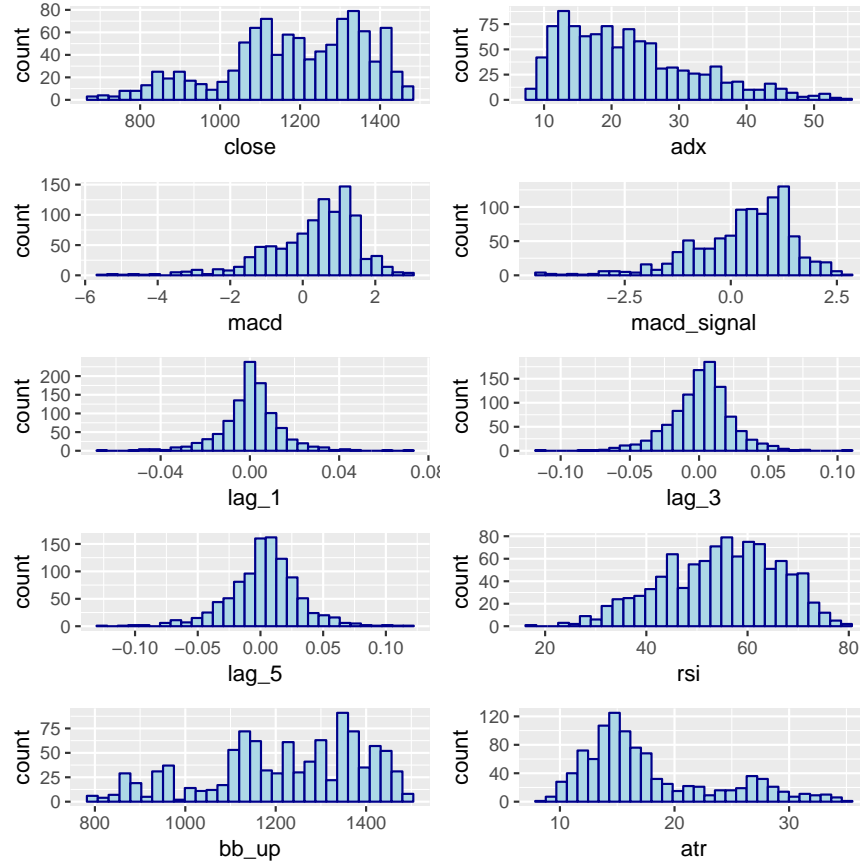 count
80
60
40
20
0
800 1000 1200 1400
close
count
75
50
25
0
10 20 30 40 50
adx
count
150
100
50
0
−6 −4 −2 0 2
macd
count
100
50
0
−2.5 0.0 2.5
macd_signal
count
200
150
100
50
0
−0.04 0.00 0.04 0.08
lag_1
count
150
100
50
0
−0.10 −0.05 0.00 0.05 0.10
lag_3
count
150
100
50
0
−0.10 −0.05 0.00 0.05 0.10
lag_5
count
80
60
40
20
0
20 40 60 80
rsi
count
75
50
25
0
800 1000 1200 1400
bb_up
count
120
80
40
0
10 20 30
atr